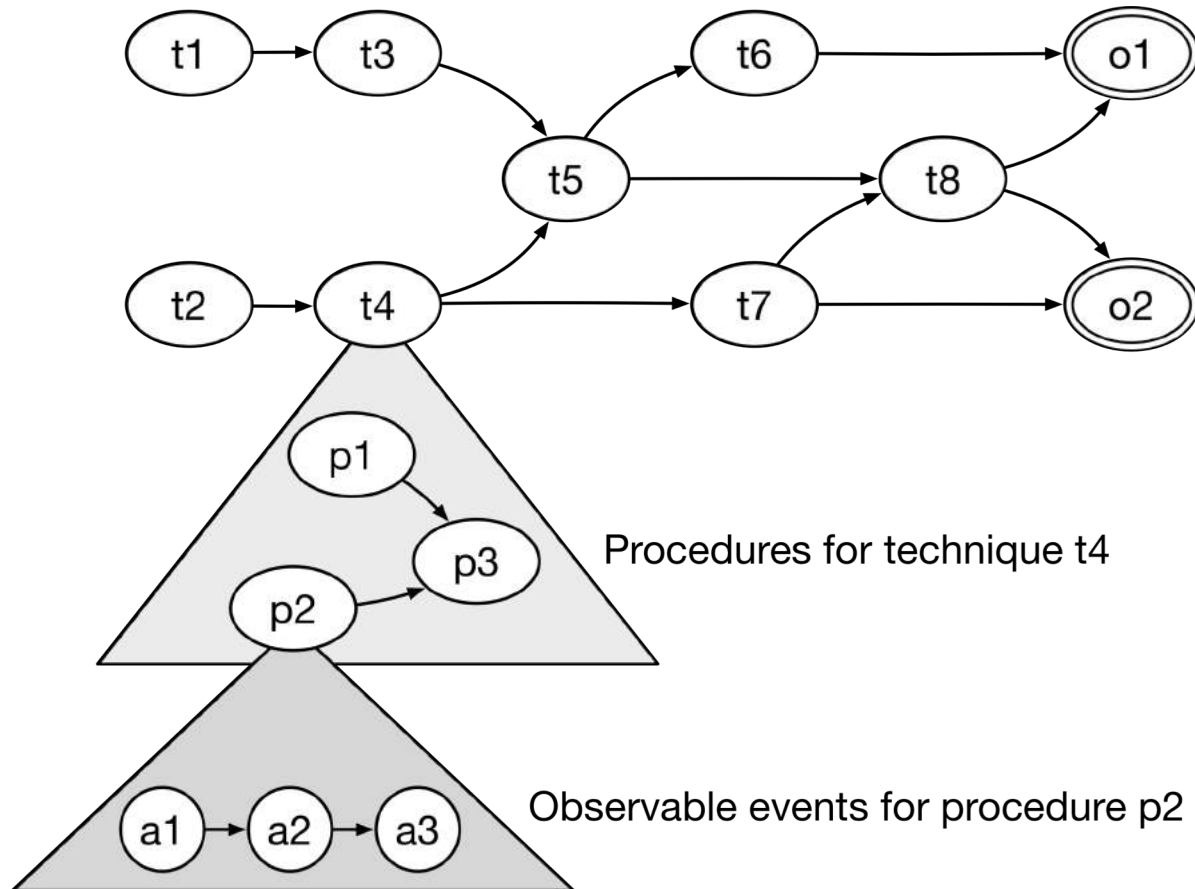 t1
t3
t6
o1
t5
t8
t2
t4
t7
o2
p1
p3
Procedures for technique t4
p2
a1
a2
a3
Observable events for procedure p2